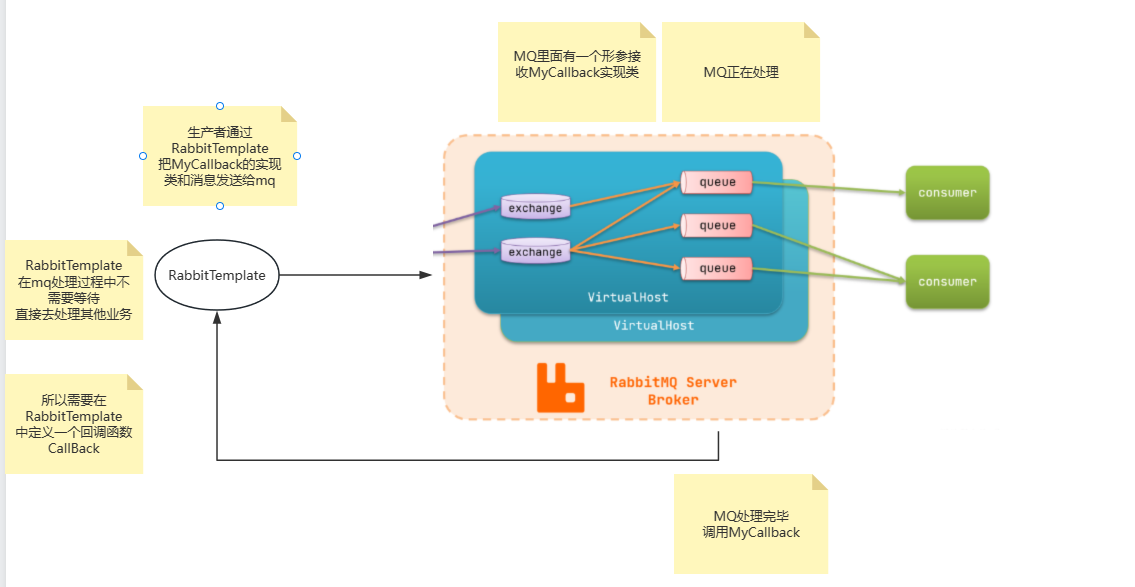 MQ里面有一个形参接
收MyCallback实现类
MQ正在处理
生产者通过
RabbitTemplate
把MyCallback的实现
类和消息发送给mq
RabbitTemplate
在mq处理过程中不
需要等待
直接去处理其他业务
RabbitTemplate
所以需要在
RabbitTemplate
中定义一个回调函数
CallBack
exchange
exchange
queue
queue
queue
VirtualHost
VirtualHost
RabbitMQ Server
Broker
consumer
consumer
MQ处理完毕
调用MyCallback